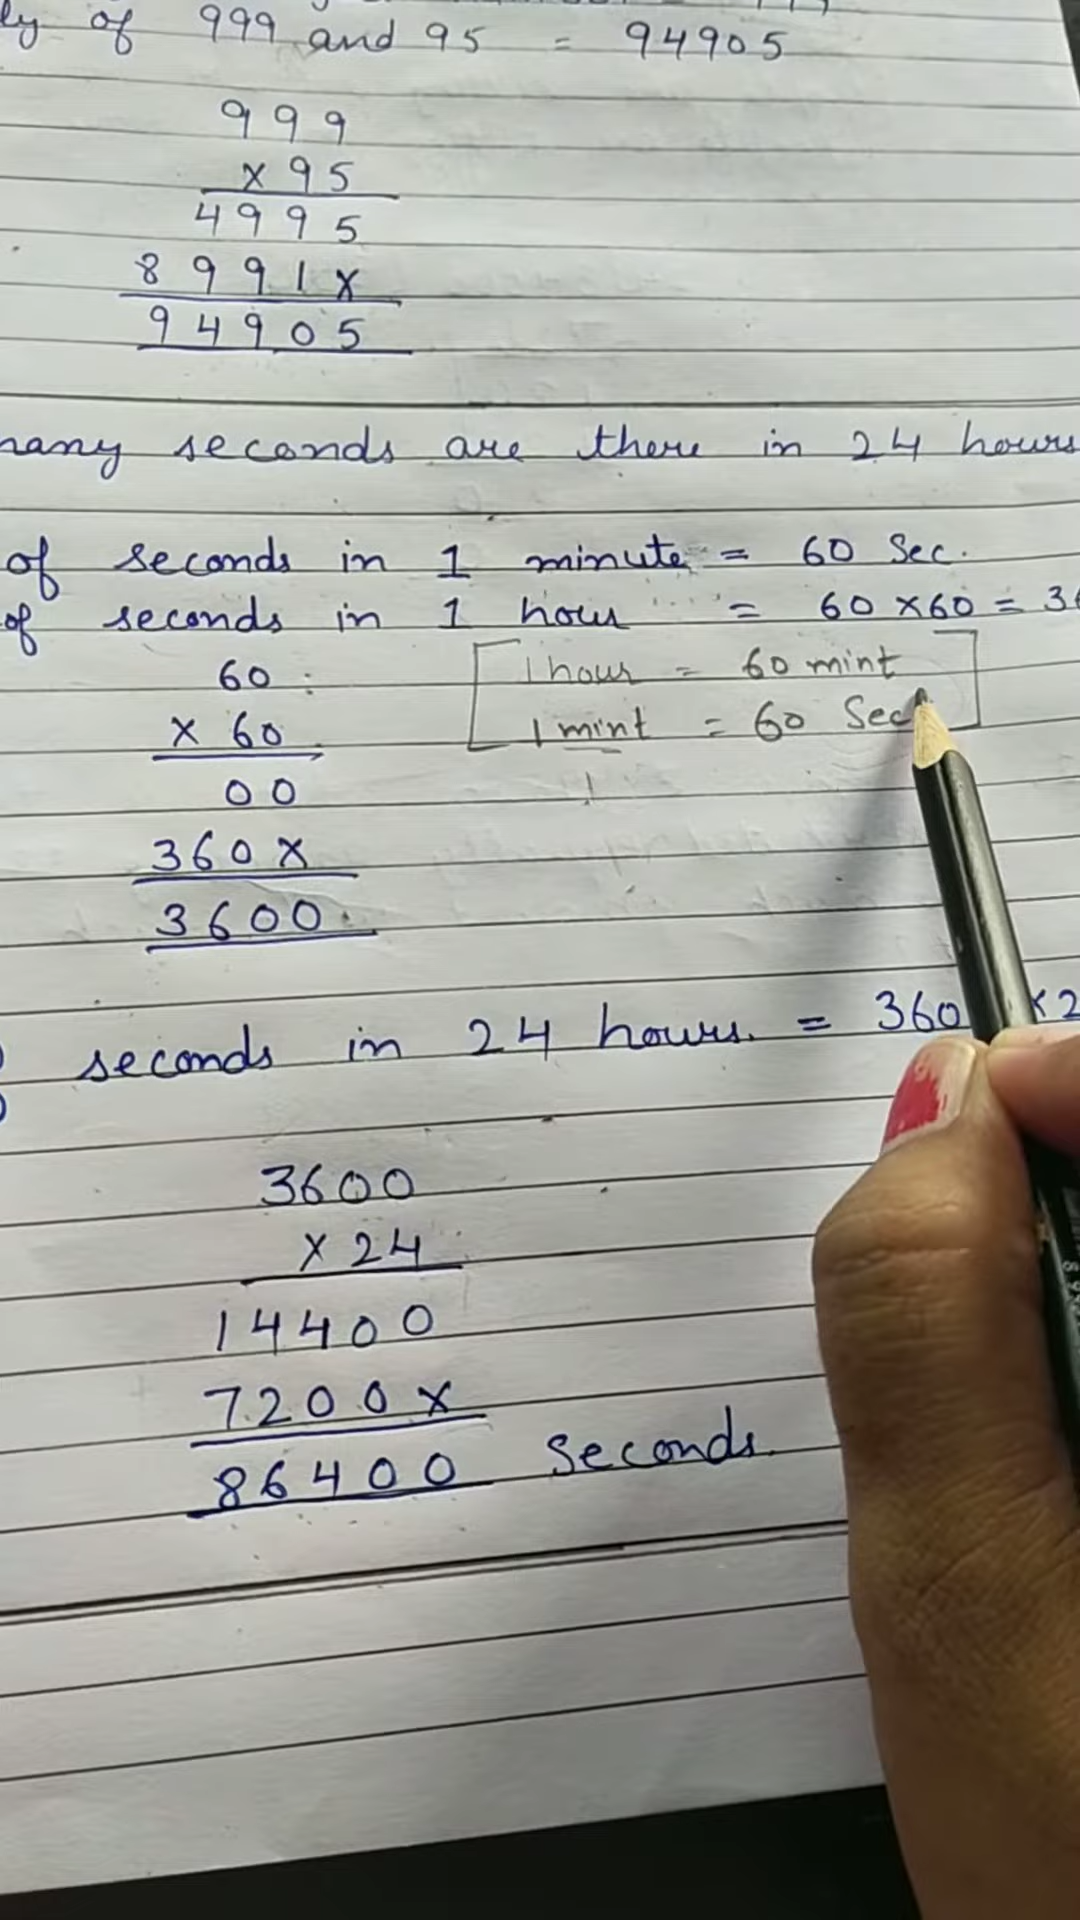 of 999 and 95 = 94905
999
x 95
4995
8991x
94905
seconds are there in 24 hours
of seconds in 1 minute = 60 Sec.
of seconds in 1 hour = 60 x 60 = 3
60
x 60
00
360x
3600
1 hour = 60 mint
1 mint = 60 Sec
seconds in 24 hours. = 360 x 2
3600
x 24
14400
7200x
86400 seconds.